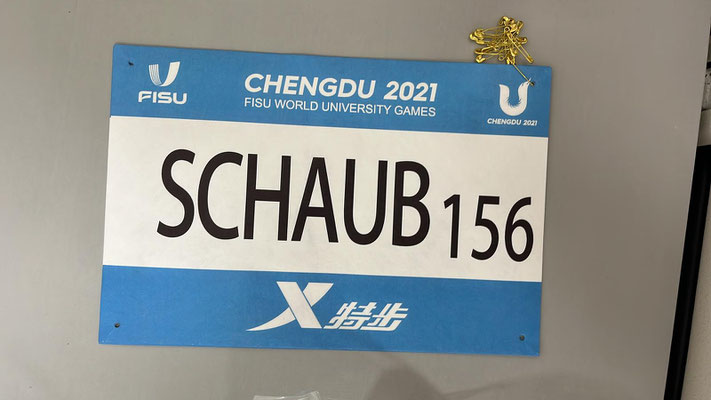 FISU
CHENGDU 2021
FISU WORLD UNIVERSITY GAMES
CHENGDU 2021
SCHAUB 156
特步